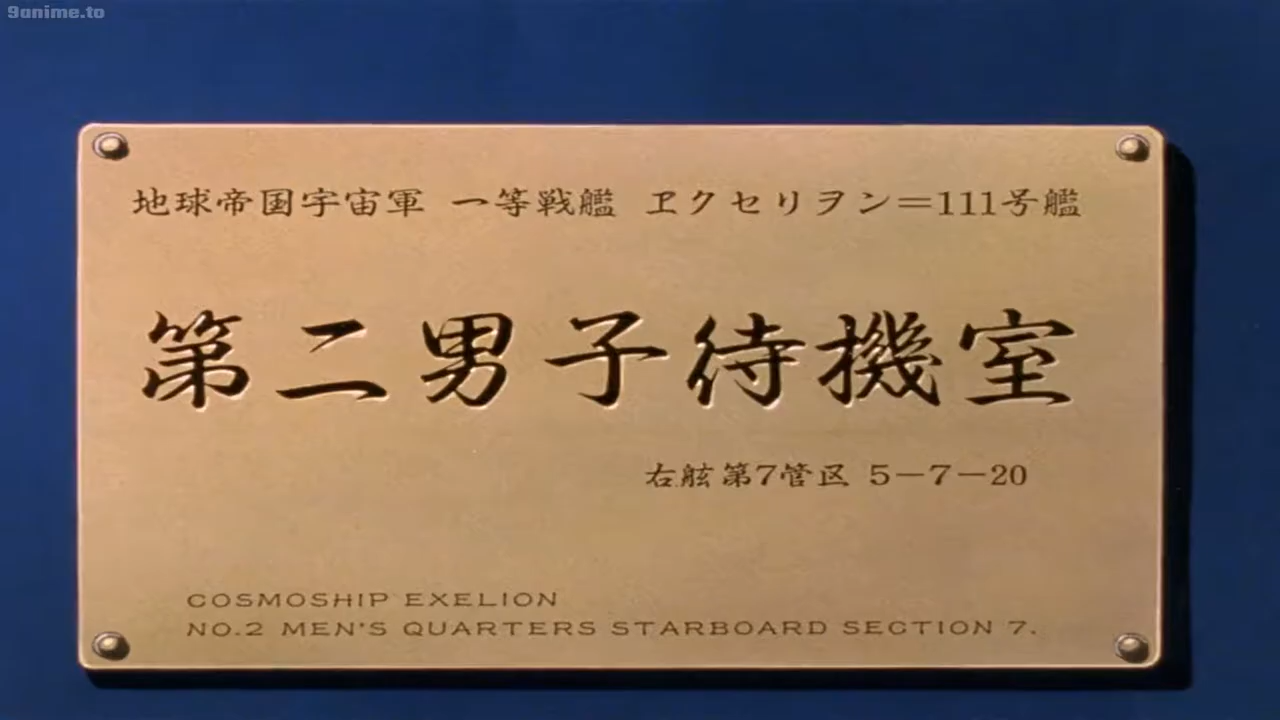 9anime.to
地球帝国宇宙軍 一等戦艦 ヱクセリヲン=111号艦
第二男子待機室
右舷第7管区 5-7-20
COSMOSHIP EXELION
NO.2 MEN'S QUARTERS STARBOARD SECTION 7.